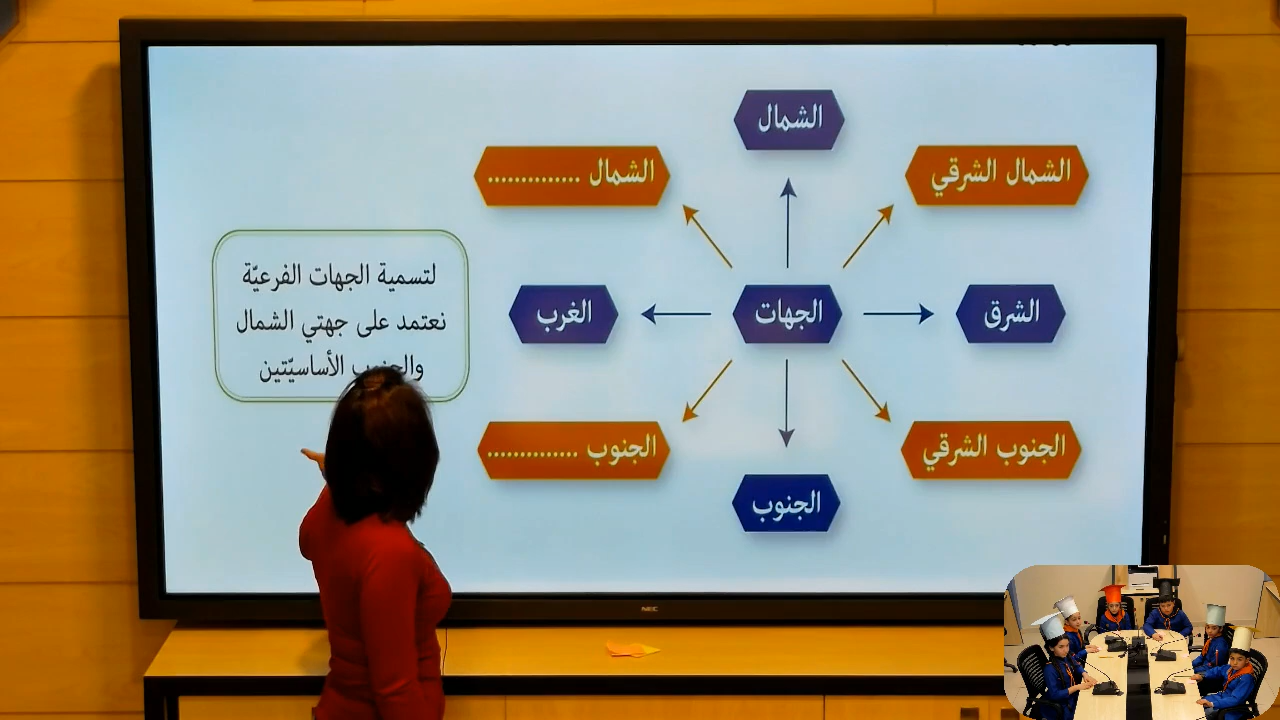 الشمال
الشمال الشرقي
الشمال ..............
الشرق
الجهات
الغرب
الجنوب الشرقي
الجنوب ..............
الجنوب
لتسمية الجهات الفرعيّة
نعتمد على جهتي الشمال
والجنوب الأساسيّتين
NEC